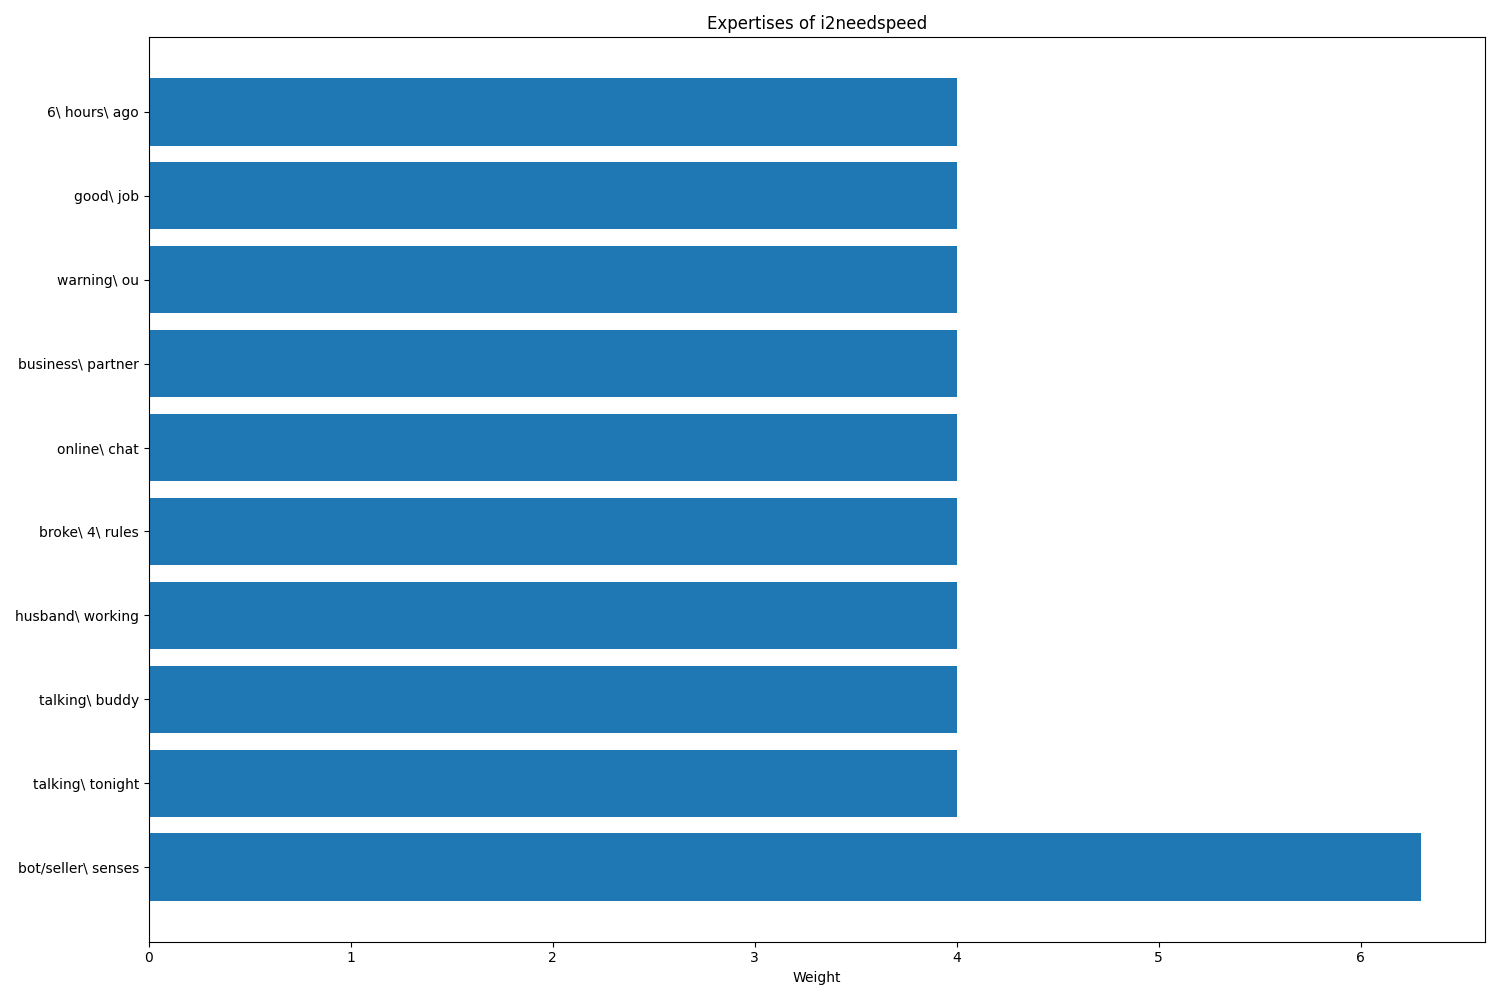 Expertises of i2needspeed
6\ hours\ ago
good\ job
warning\ ou
business\ partner
online\ chat
broke\ 4\ rules
husband\ working
talking\ buddy
talking\ tonight
bot/seller\ senses
0 1 2 3 4 5 6
Weight